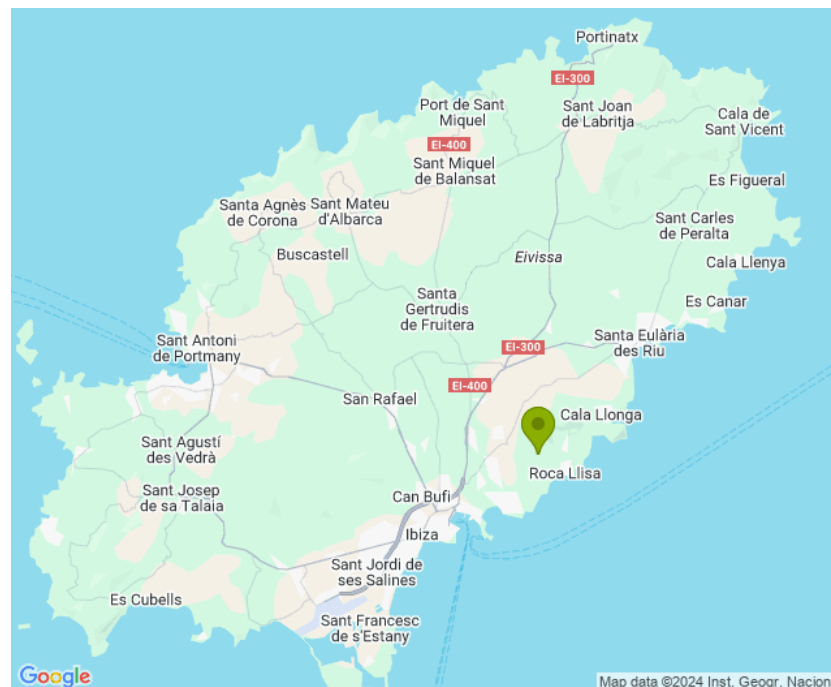 Portinatx
EI-300
Port de Sant
Miquel
Sant Joan
de Labritja
Cala de
Sant Vicent
EI-400
Sant Miquel
de Balansat
Es Figueral
Santa Agnès
de Corona
Sant Mateu
d'Albarca
Sant Carles
de Peralta
Buscastell
Eivissa
Cala Llenya
Santa
Gertrudis
de Fruitera
Es Canar
Sant Antoni
de Portmany
Santa Eulària
des Riu
EI-300
EI-400
San Rafael
Cala Llonga
Sant Agustí
des Vedrà
Roca Llisa
Sant Josep
de sa Talaia
Can Bufi
Ibiza
Sant Jordi de
ses Salines
Es Cubells
Sant Francesc
de s'Estany
Google
Map data ©2024 Inst. Geogr. Nacion